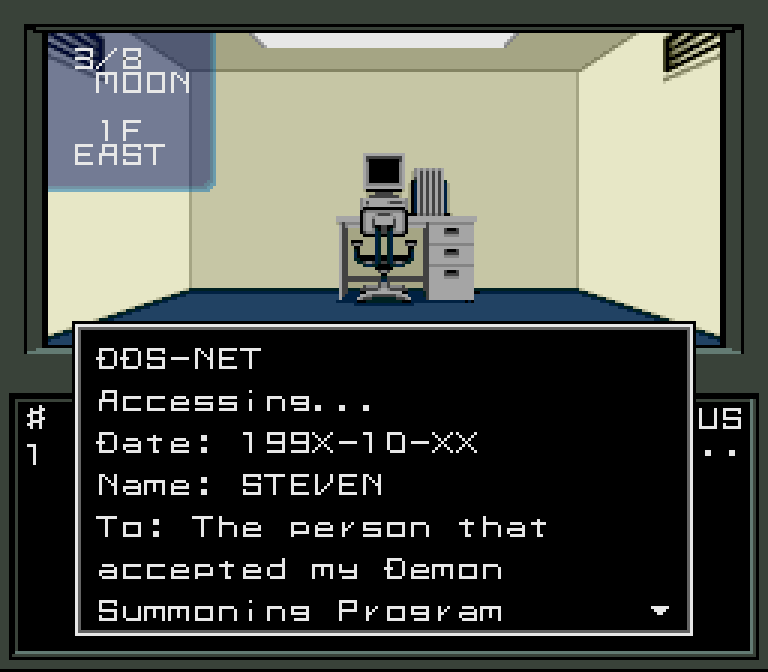 3/8
MOON
1F
EAST
DDS-NET
Accessing...
Date: 199X-10-XX
Name: STEVEN
To: The person that
accepted my Demon
Summoning Program
# US
1 ..